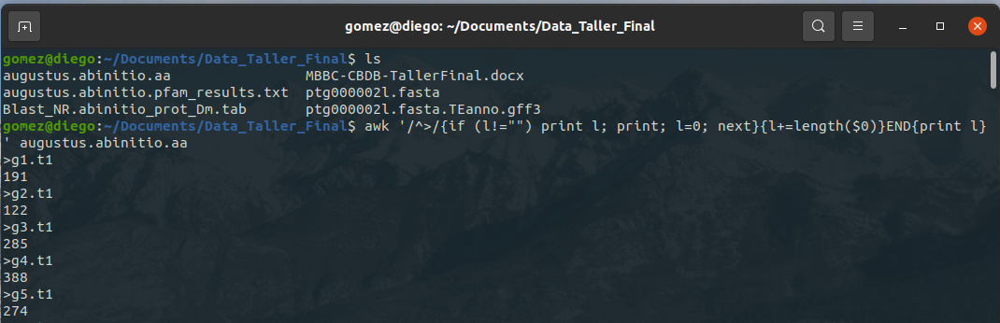 gomez@diego: ~/Documents/Data_Taller_Final
gomez@diego:~/Documents/Data_Taller_Final$ ls
augustus.abinitio.aa                MBBC-CBDB-TallerFinal.docx
augustus.abinitio.pfam_results.txt  ptg000002l.fasta
Blast_NR.abinitio_prot_Dm.tab       ptg000002l.fasta.TEanno.gff3
gomez@diego:~/Documents/Data_Taller_Final$ awk '/^>/{if (l!="") print l; print; l=0; next}{l+=length($0)}END{print l}
' augustus.abinitio.aa
>g1.t1
191
>g2.t1
122
>g3.t1
285
>g4.t1
388
>g5.t1
274